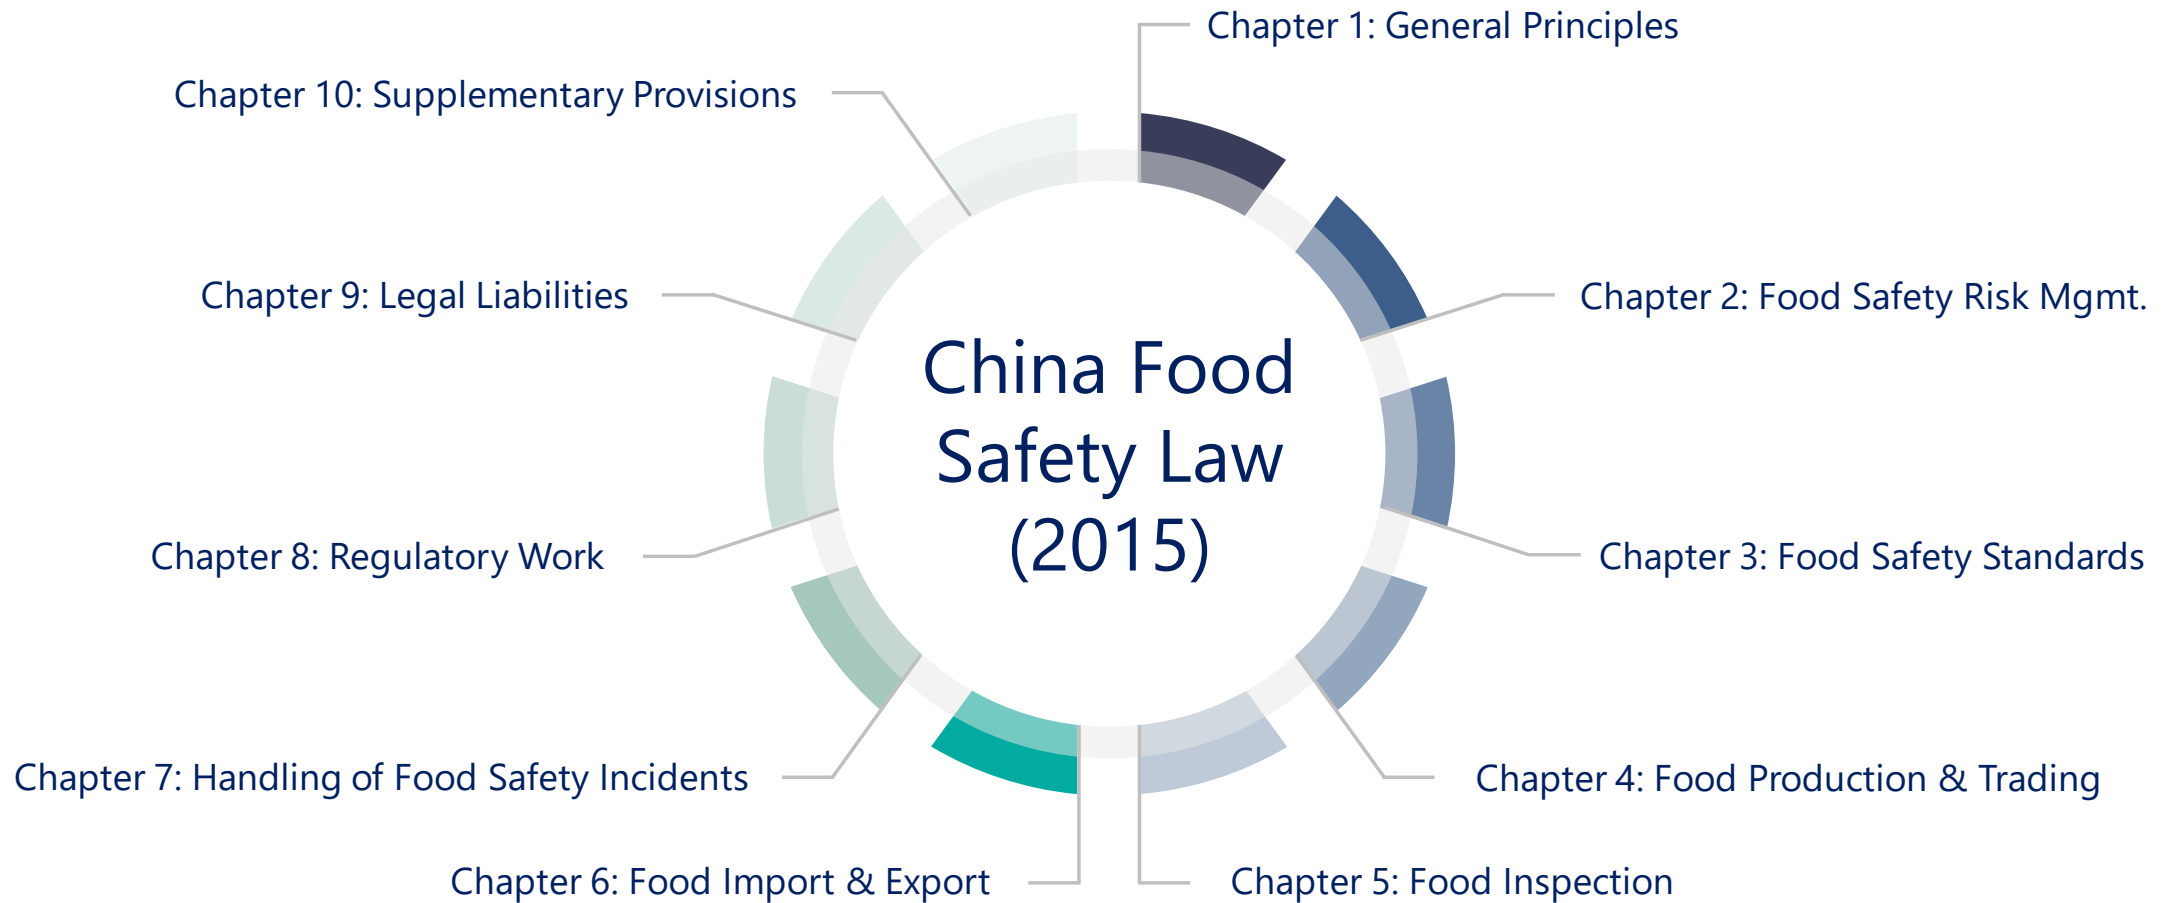 China Food
Safety Law
(2015)
Chapter 1: General Principles
Chapter 2: Food Safety Risk Mgmt.
Chapter 3: Food Safety Standards
Chapter 4: Food Production & Trading
Chapter 5: Food Inspection
Chapter 6: Food Import & Export
Chapter 7: Handling of Food Safety Incidents
Chapter 8: Regulatory Work
Chapter 9: Legal Liabilities
Chapter 10: Supplementary Provisions